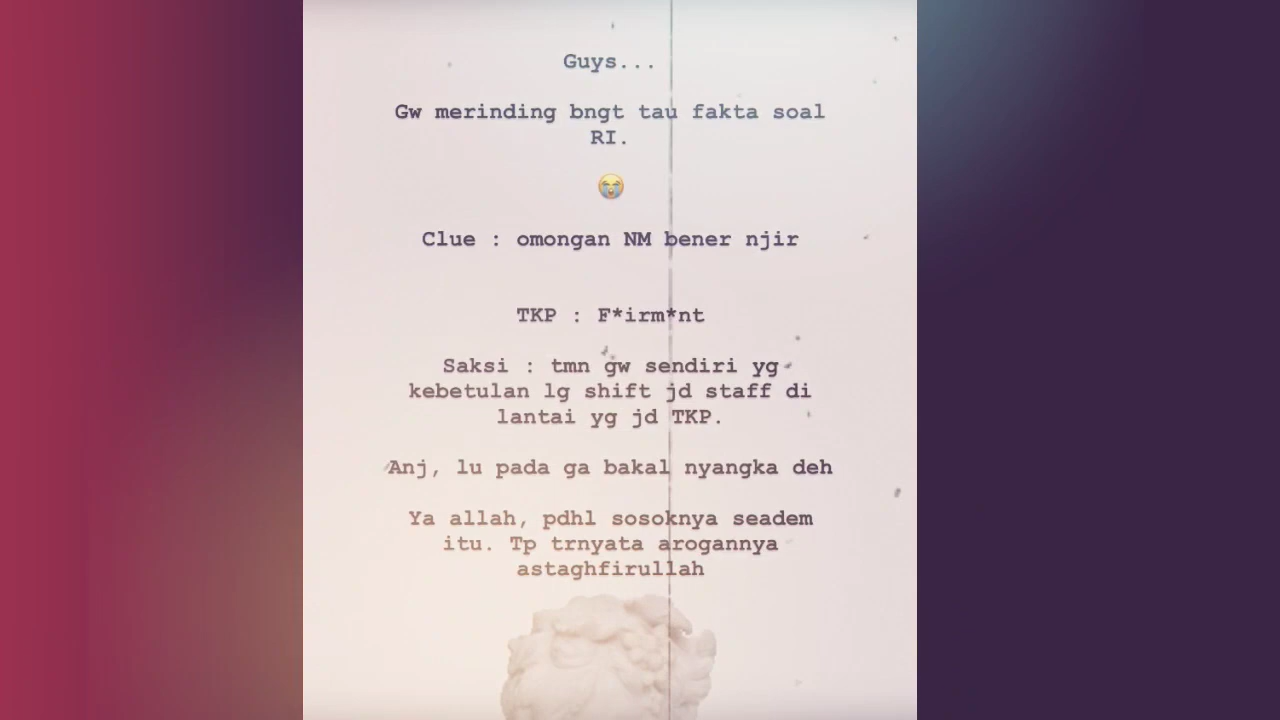 Guys...
Gw merinding bngt tau fakta soal
RI.
😭
Clue : omongan NM bener njir
TKP : F*irm*nt
Saksi : tmn gw sendiri yg
kebetulan lg shift jd staff di
lantai yg jd TKP.
Anj, lu pada ga bakal nyangka deh
Ya allah, pdhl sosoknya seadem
itu. Tp trnyata arogannya
astaghfirullah